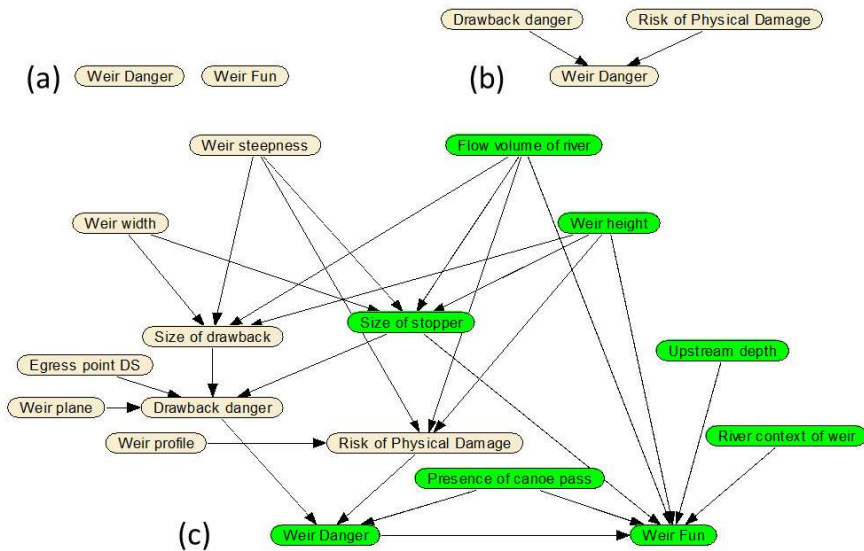 Drawback danger
Risk of Physical Damage
(a)
Weir Danger
Weir Fun
(b)
Weir Danger
Weir steepness
Flow volume of river
Weir width
Weir height
Size of drawback
Size of stopper
Upstream depth
Egress point DS
Weir plane
Drawback danger
Weir profile
Risk of Physical Damage
River context of weir
Presence of canoe pass
(c)
Weir Danger
Weir Fun